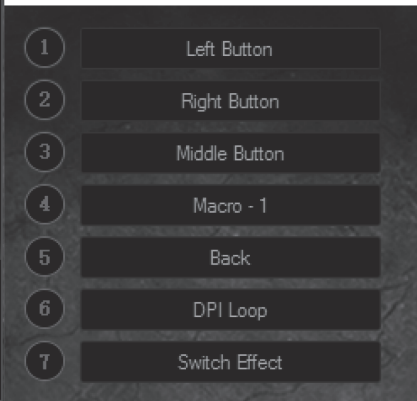 1 Left Button
2 Right Button
3 Middle Button
4 Macro - 1
5 Back
6 DPI Loop
7 Switch Effect